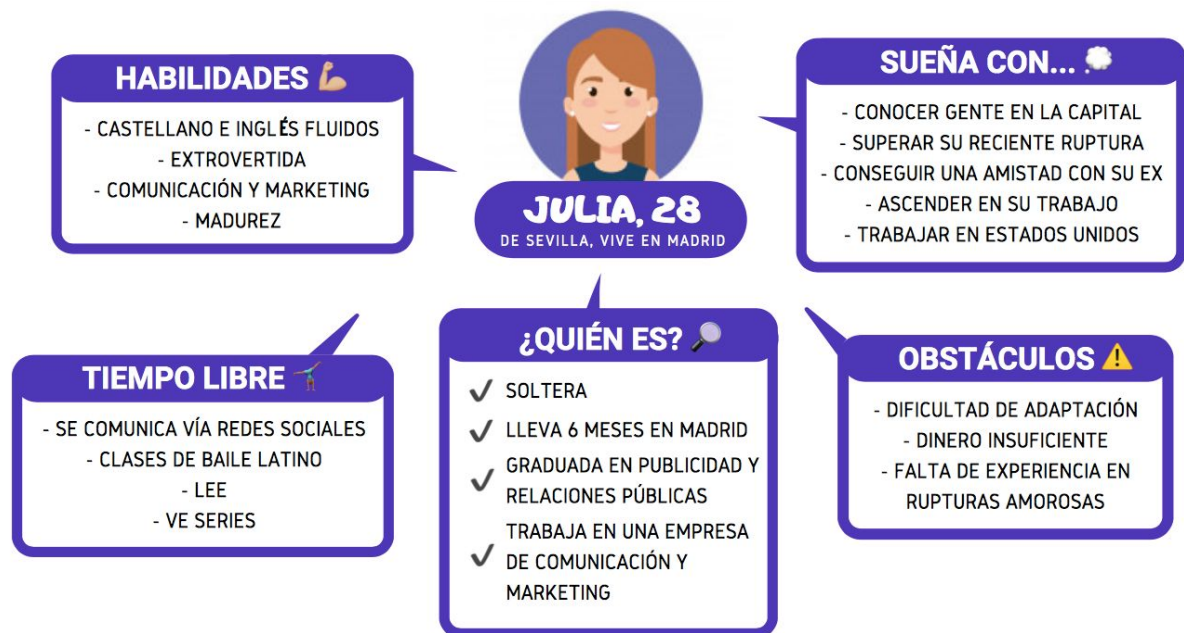 HABILIDADES 💪🏼
- CASTELLANO E INGLÉS FLUIDOS
- EXTROVERTIDA
- COMUNICACIÓN Y MARKETING
- MADUREZ
JULIA, 28
DE SEVILLA, VIVE EN MADRID
SUEÑA CON... 💭
- CONOCER GENTE EN LA CAPITAL
- SUPERAR SU RECIENTE RUPTURA
- CONSEGUIR UNA AMISTAD CON SU EX
- ASCENDER EN SU TRABAJO
- TRABAJAR EN ESTADOS UNIDOS
TIEMPO LIBRE
- SE COMUNICA VÍA REDES SOCIALES
- CLASES DE BAILE LATINO
- LEE
- VE SERIES
¿QUIÉN ES? 🔎
✔ SOLTERA
✔ LLEVA 6 MESES EN MADRID
✔ GRADUADA EN PUBLICIDAD Y
RELACIONES PÚBLICAS
✔ TRABAJA EN UNA EMPRESA
DE COMUNICACIÓN Y
MARKETING
OBSTÁCULOS ⚠️
- DIFICULTAD DE ADAPTACIÓN
- DINERO INSUFICIENTE
- FALTA DE EXPERIENCIA EN
RUPTURAS AMOROSAS